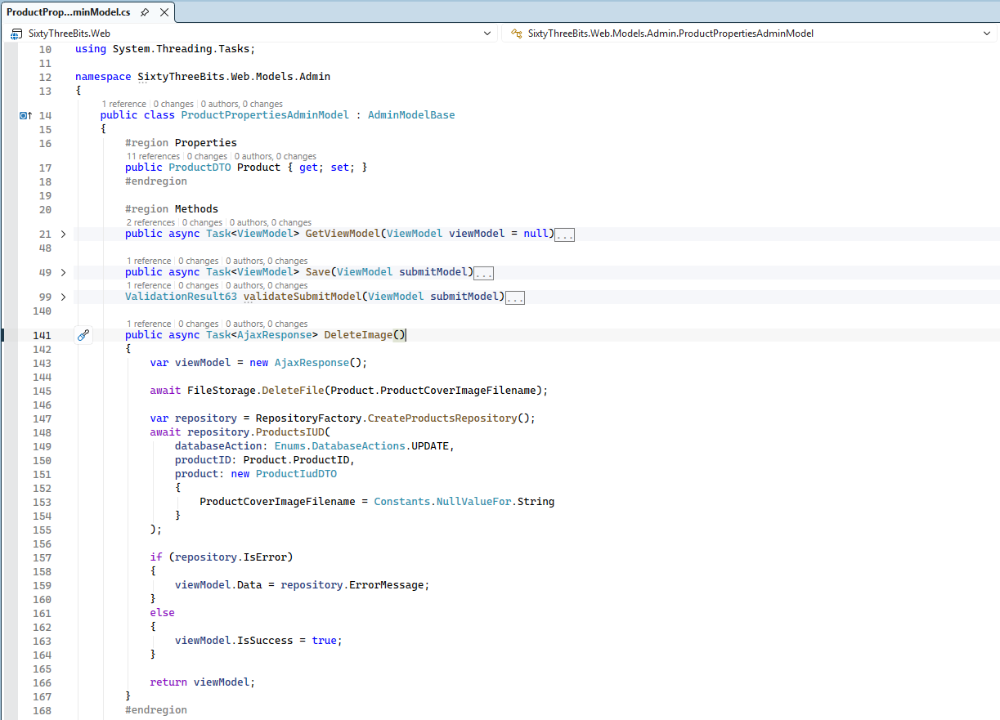 ProductProp...minModel.cs
SixtyThreeBits.Web
SixtyThreeBits.Web.Models.Admin.ProductPropertiesAdminModel
10 using System.Threading.Tasks;
11
12 namespace SixtyThreeBits.Web.Models.Admin
13 {
1 reference | 0 changes | 0 authors, 0 changes
14 public class ProductPropertiesAdminModel : AdminModelBase
15 {
16 #region Properties
11 references | 0 changes | 0 authors, 0 changes
17 public ProductDTO Product { get; set; }
18 #endregion
19
20 #region Methods
2 references | 0 changes | 0 authors, 0 changes
21 public async Task<ViewModel> GetViewModel(ViewModel viewModel = null)...
48
1 reference | 0 changes | 0 authors, 0 changes
49 public async Task<ViewModel> Save(ViewModel submitModel)...
1 reference | 0 changes | 0 authors, 0 changes
99 ValidationResult63 validateSubmitModel(ViewModel submitModel)...
140
1 reference | 0 changes | 0 authors, 0 changes
141 public async Task<AjaxResponse> DeleteImage()
142 {
143 var viewModel = new AjaxResponse();
144
145 await FileStorage.DeleteFile(Product.ProductCoverImageFilename);
146
147 var repository = RepositoryFactory.CreateProductsRepository();
148 await repository.ProductsIUD(
149 databaseAction: Enums.DatabaseActions.UPDATE,
150 productID: Product.ProductID,
151 product: new ProductIudDTO
152 {
153 ProductCoverImageFilename = Constants.NullValueFor.String
154 }
155 );
156
157 if (repository.IsError)
158 {
159 viewModel.Data = repository.ErrorMessage;
160 }
161 else
162 {
163 viewModel.IsSuccess = true;
164 }
165
166 return viewModel;
167 }
168 #endregion